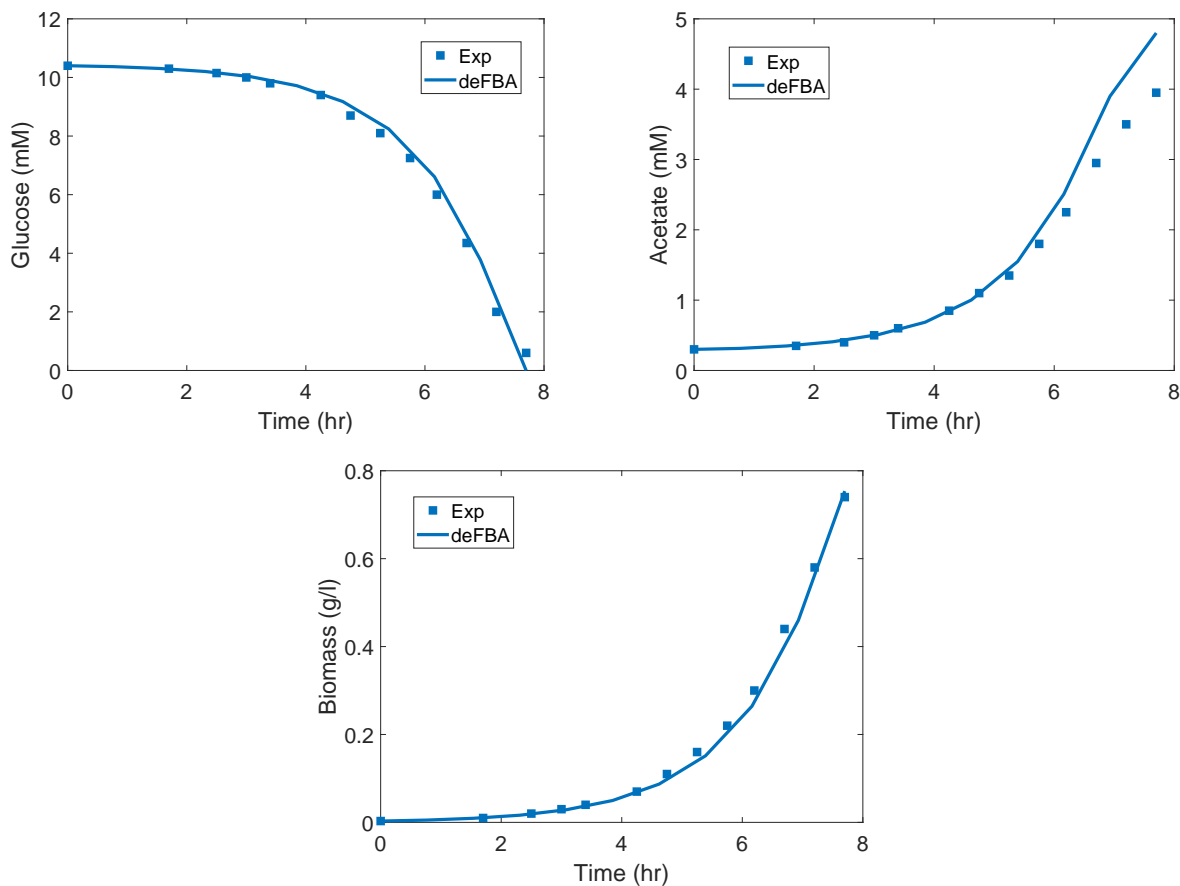 12
10
8
6
4
2
0
Glucose (mM)
Exp
deFBA
0 2 4 6 8
Time (hr)
5
4
3
2
1
0
Acetate (mM)
Exp
deFBA
0 2 4 6 8
Time (hr)
0.8
0.6
0.4
0.2
0
Biomass (g/l)
Exp
deFBA
0 2 4 6 8
Time (hr)